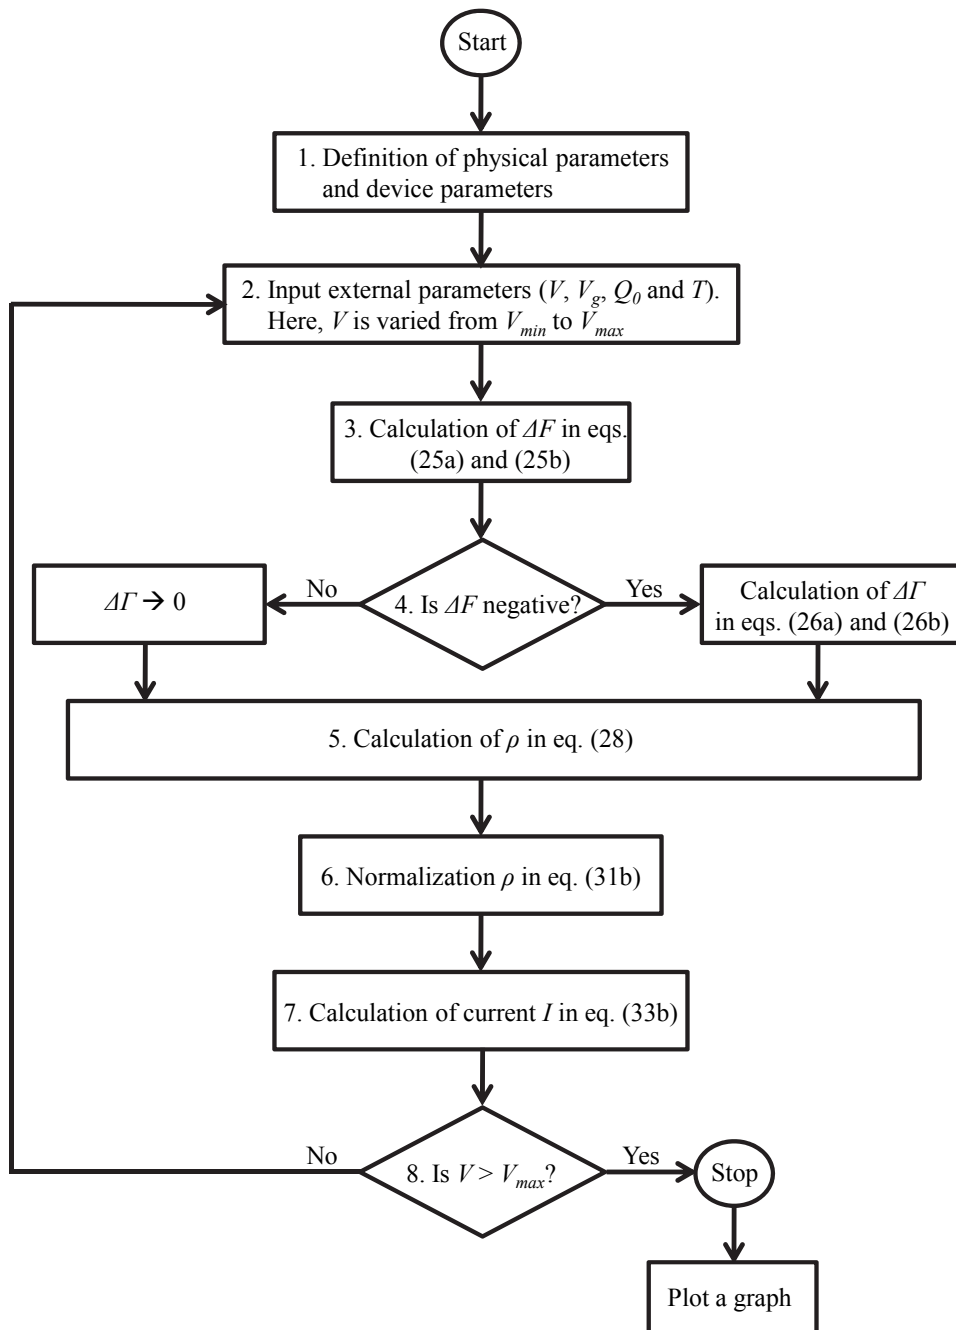 Start
1. Definition of physical parameters
and device parameters
2. Input external parameters (V, Vg, Q0 and T).
Here, V is varied from Vmin to Vmax
3. Calculation of ΔF in eqs.
(25a) and (25b)
No
4. Is ΔF negative?
Yes
ΔΓ → 0
Calculation of ΔΓ
in eqs. (26a) and (26b)
5. Calculation of ρ in eq. (28)
6. Normalization ρ in eq. (31b)
7. Calculation of current I in eq. (33b)
No
8. Is V > Vmax?
Yes
Stop
Plot a graph